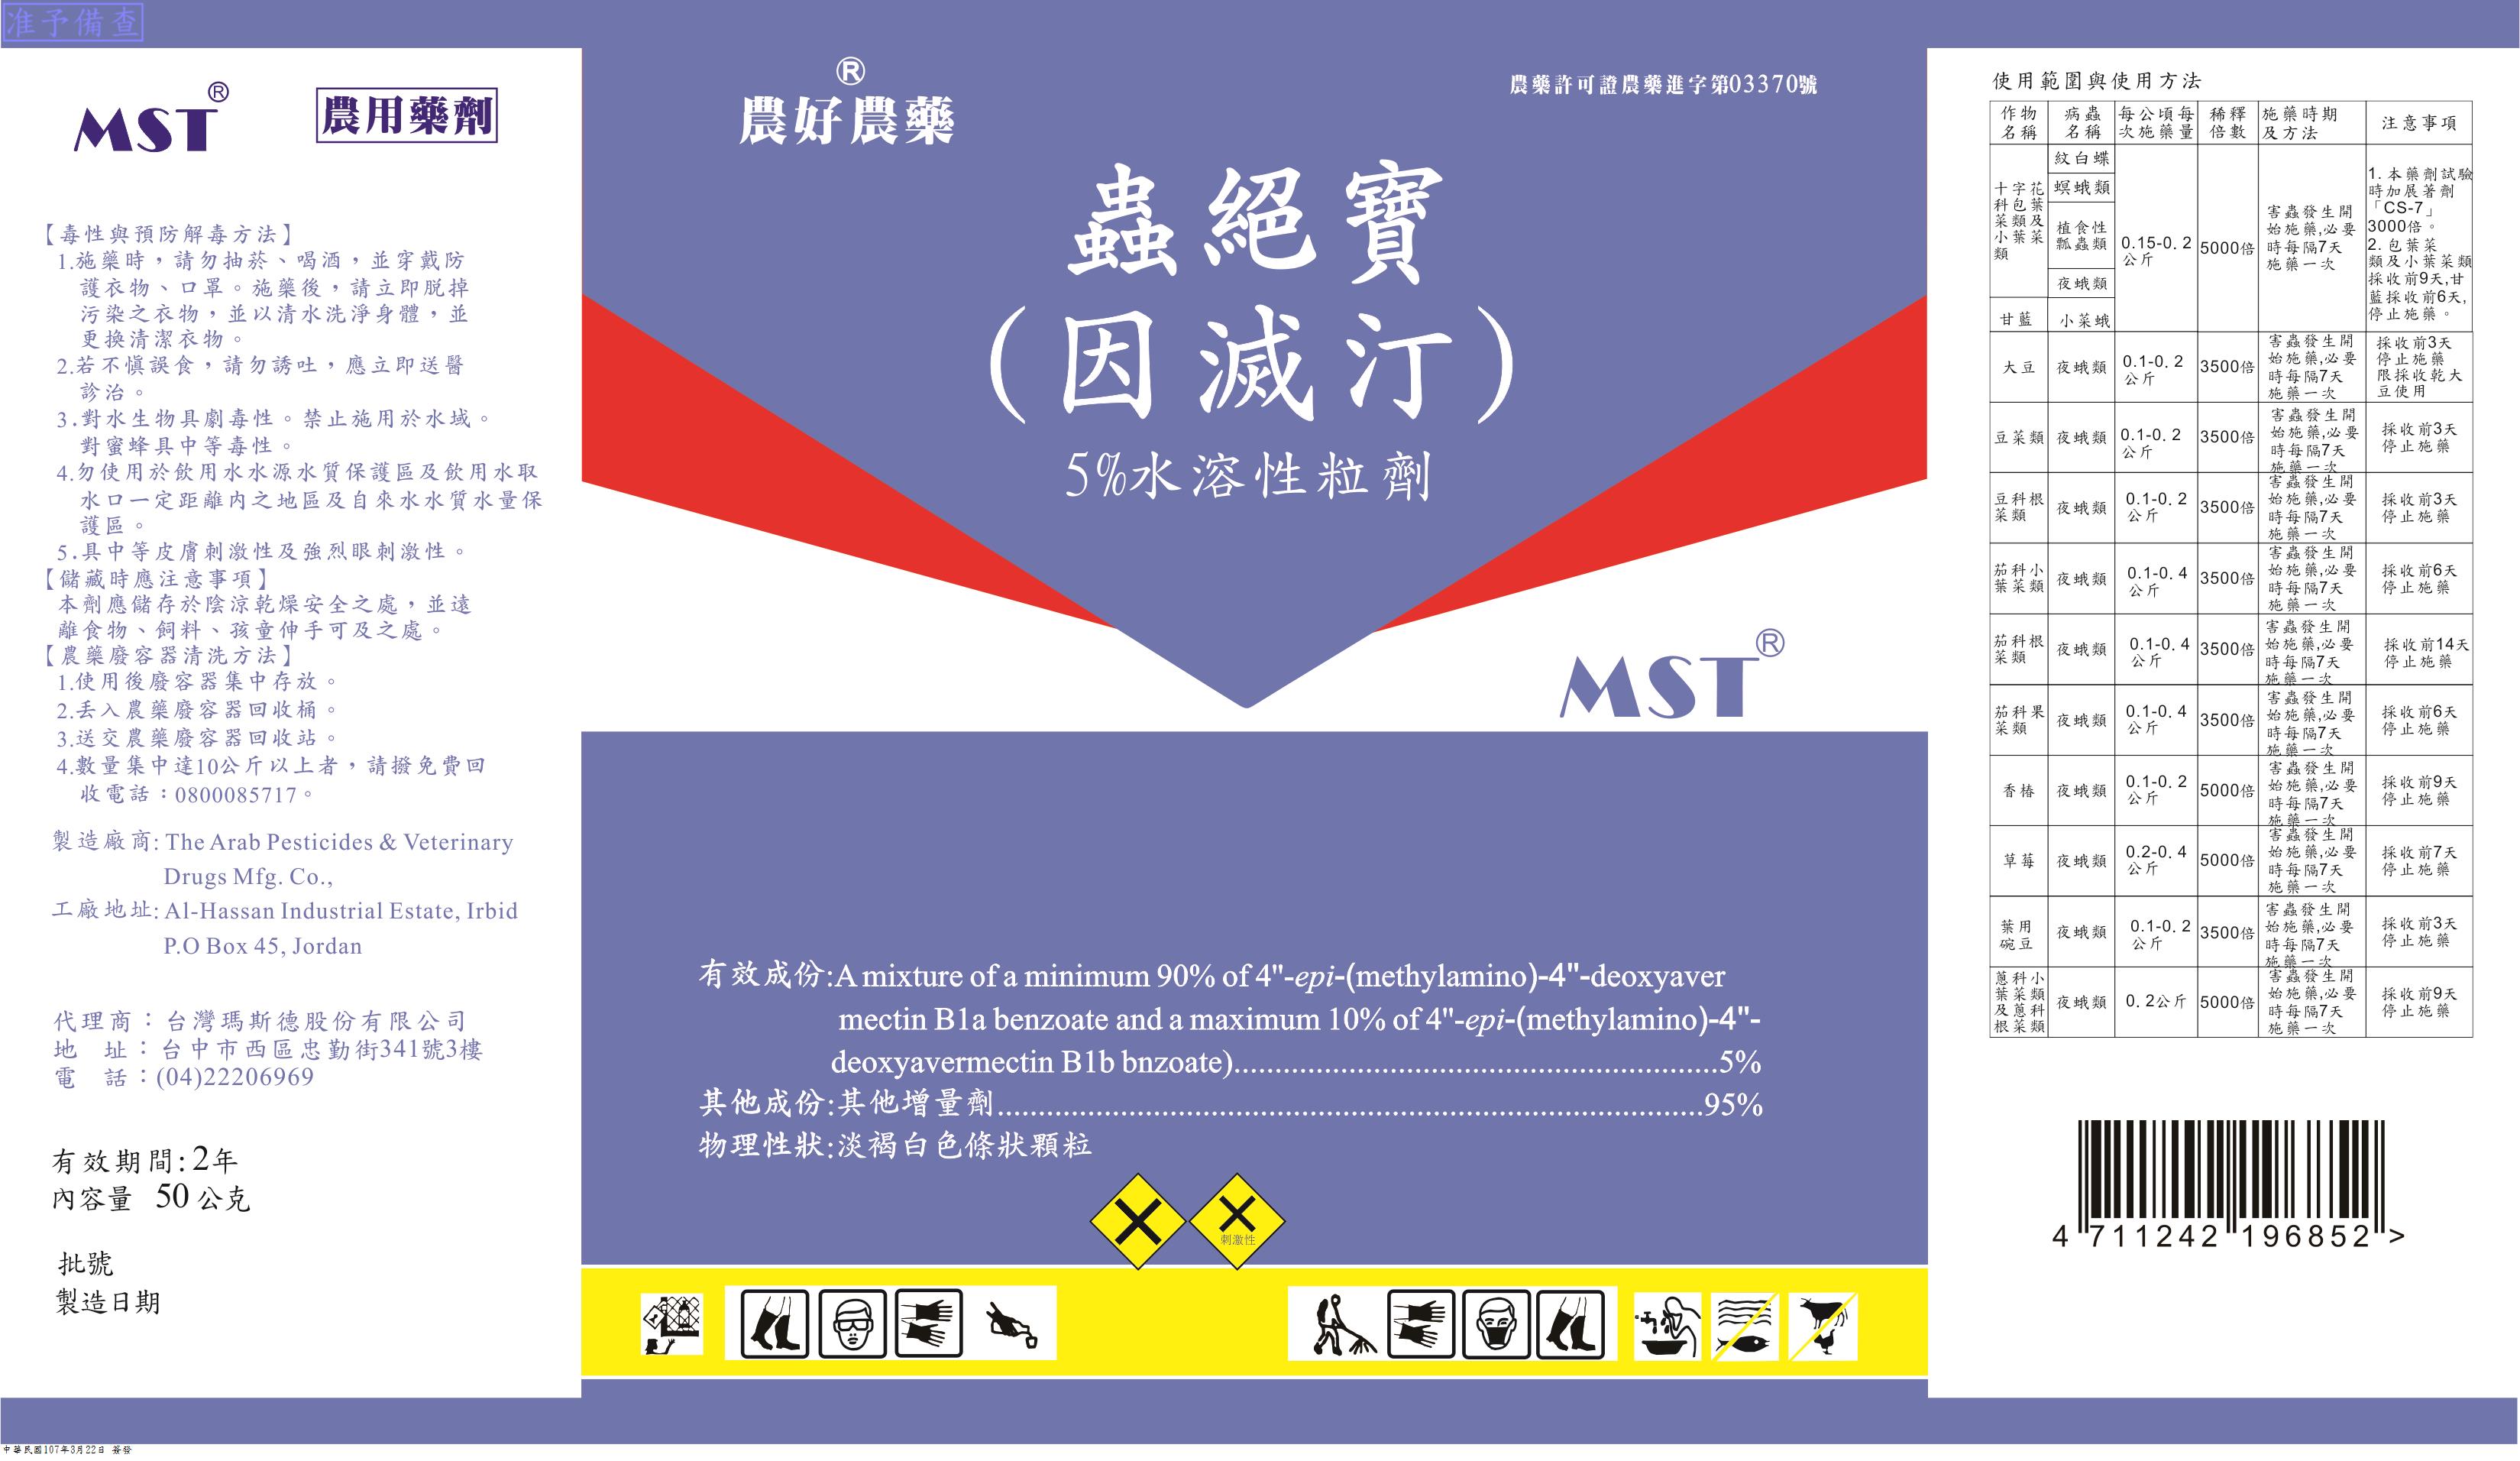 准予備查
MST®
農用藥劑
【毒性與預防解毒方法】
1.施藥時，請勿抽菸、喝酒，並穿戴防
護衣物、口罩。施藥後，請立即脫掉
污染之衣物，並以清水洗淨身體，並
更換清潔衣物。
2.若不慎誤食，請勿誘吐，應立即送醫
診治。
3.對水生物具劇毒性。禁止施用於水域。
對蜜蜂具中等毒性。
4.勿使用於飲用水水源水質保護區及飲用水取
水口一定距離內之地區及自來水水質水量保
護區。
5.具中等皮膚刺激性及強烈眼刺激性。
【儲藏時應注意事項】
本劑應儲存於陰涼乾燥安全之處，並遠
離食物、飼料、孩童伸手可及之處。
【農藥廢容器清洗方法】
1.使用後廢容器集中存放。
2.丟入農藥廢容器回收桶。
3.送交農藥廢容器回收站。
4.數量集中達10公斤以上者，請撥免費回
收電話：0800085717。
製造廠商: The Arab Pesticides & Veterinary
Drugs Mfg. Co.,
工廠地址: Al-Hassan Industrial Estate, Irbid
P.O Box 45, Jordan
代理商：台灣瑪斯德股份有限公司
地　址：台中市西區忠勤街341號3樓
電　話：(04)22206969
有效期間: 2年
內容量 50公克
批號
製造日期
®
農好農藥
農藥許可證農藥進字第03370號
蟲絕寶
(因滅汀)
5%水溶性粒劑
MST®
有效成份:A mixture of a minimum 90% of 4"-epi-(methylamino)-4"-deoxyaver
mectin B1a benzoate and a maximum 10% of 4"-epi-(methylamino)-4"-
deoxyavermectin B1b bnzoate)..........................................................5%
其他成份:其他增量劑.....................................................................................95%
物理性狀:淡褐白色條狀顆粒
刺激性
使用範圍與使用方法
作物名稱 病蟲名稱 每公頃每次施藥量 稀釋倍數 施藥時期及方法 注意事項
十字花科包葉菜類及小葉菜類 紋白蝶 螟蛾類 植食性瓢蟲類 夜蛾類 0.15-0.2公斤 5000倍 害蟲發生開始施藥,必要時每隔7天施藥一次 1.本藥劑試驗時加展著劑「CS-7」3000倍。2.包葉菜類及小葉菜類採收前9天,甘藍採收前6天,停止施藥。
甘藍 小菜蛾
大豆 夜蛾類 0.1-0.2公斤 3500倍 害蟲發生開始施藥,必要時每隔7天施藥一次 採收前3天停止施藥限採收乾大豆使用
豆菜類 夜蛾類 0.1-0.2公斤 3500倍 害蟲發生開始施藥,必要時每隔7天施藥一次 採收前3天停止施藥
豆科根菜類 夜蛾類 0.1-0.2公斤 3500倍 害蟲發生開始施藥,必要時每隔7天施藥一次 採收前3天停止施藥
茄科小葉菜類 夜蛾類 0.1-0.4公斤 3500倍 害蟲發生開始施藥,必要時每隔7天施藥一次 採收前6天停止施藥
茄科根菜類 夜蛾類 0.1-0.4公斤 3500倍 害蟲發生開始施藥,必要時每隔7天施藥一次 採收前14天停止施藥
茄科果菜類 夜蛾類 0.1-0.4公斤 3500倍 害蟲發生開始施藥,必要時每隔7天施藥一次 採收前6天停止施藥
香椿 夜蛾類 0.1-0.2公斤 5000倍 害蟲發生開始施藥,必要時每隔7天施藥一次 採收前9天停止施藥
草莓 夜蛾類 0.2-0.4公斤 5000倍 害蟲發生開始施藥,必要時每隔7天施藥一次 採收前7天停止施藥
葉用碗豆 夜蛾類 0.1-0.2公斤 3500倍 害蟲發生開始施藥,必要時每隔7天施藥一次 採收前3天停止施藥
蔥科小葉菜類及蔥科根菜類 夜蛾類 0.2公斤 5000倍 害蟲發生開始施藥,必要時每隔7天施藥一次 採收前9天停止施藥
4 711242 196852 >
中華民國107年3月22日 簽發